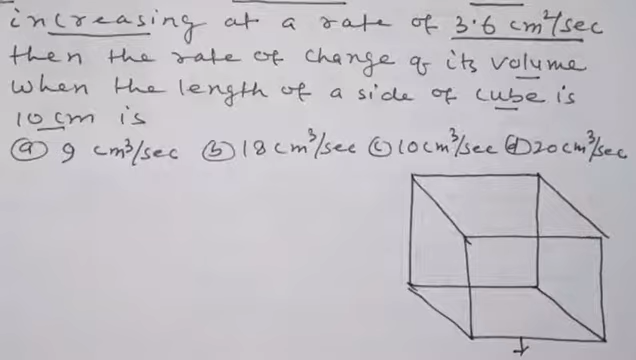 increasing at a rate of 3.6 cm²/sec
then the rate of change of its volume
when the length of a side of cube is
10 cm is
(a) 9 cm³/sec (b) 18 cm³/sec (c) 10 cm³/sec (d) 20 cm³/sec